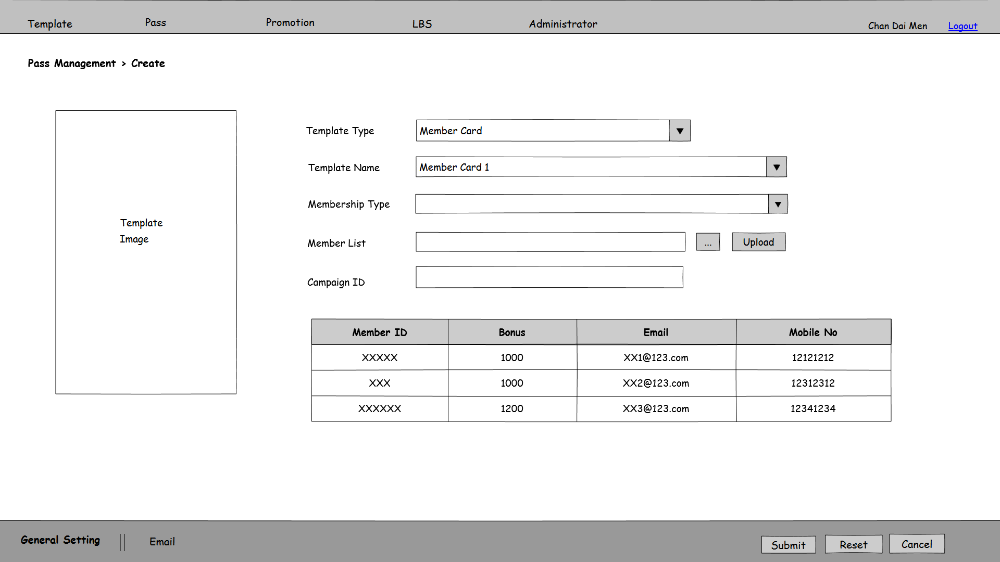 Template Pass Promotion LBS Administrator Chan Dai Men Logout
Pass Management > Create
Template Type Member Card
Template Name Member Card 1
Membership Type
Template
Image
Member List ... Upload
Campaign ID
Member ID Bonus Email Mobile No
XXXXX 1000 XX1@123.com 12121212
XXX 1000 XX2@123.com 12312312
XXXXXX 1200 XX3@123.com 12341234
General Setting || Email Submit Reset Cancel